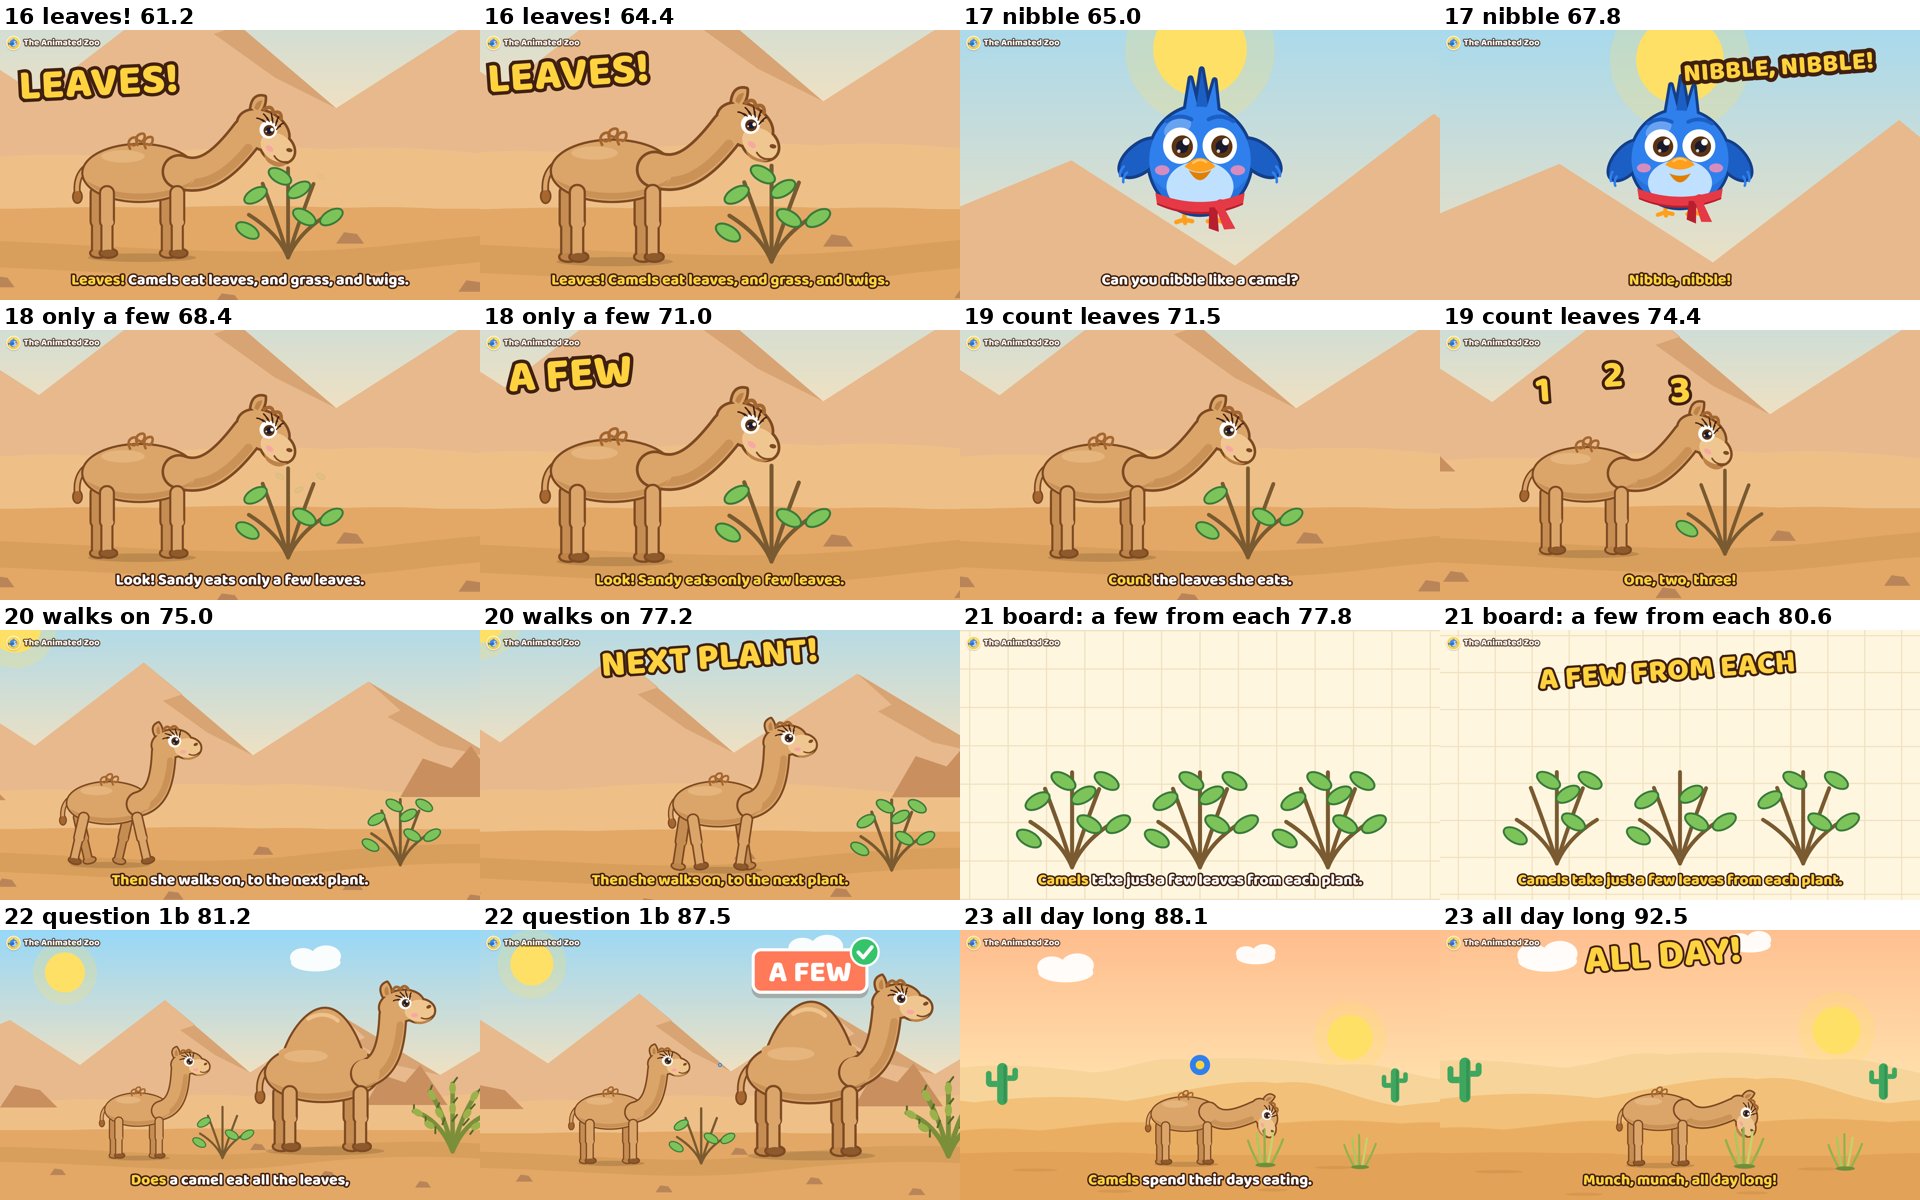 16 leaves! 61.2
The Animated Zoo
LEAVES!
Leaves! Camels eat leaves, and grass, and twigs.
16 leaves! 64.4
The Animated Zoo
LEAVES!
Leaves! Camels eat leaves, and grass, and twigs.
17 nibble 65.0
The Animated Zoo
Can you nibble like a camel?
17 nibble 67.8
The Animated Zoo
NIBBLE, NIBBLE!
Nibble, nibble!
18 only a few 68.4
The Animated Zoo
Look! Sandy eats only a few leaves.
18 only a few 71.0
The Animated Zoo
A FEW
Look! Sandy eats only a few leaves.
19 count leaves 71.5
The Animated Zoo
Count the leaves she eats.
19 count leaves 74.4
The Animated Zoo
1 2 3
One, two, three!
20 walks on 75.0
The Animated Zoo
Then she walks on, to the next plant.
20 walks on 77.2
The Animated Zoo
NEXT PLANT!
Then she walks on, to the next plant.
21 board: a few from each 77.8
The Animated Zoo
Camels take just a few leaves from each plant.
21 board: a few from each 80.6
The Animated Zoo
A FEW FROM EACH
Camels take just a few leaves from each plant.
22 question 1b 81.2
The Animated Zoo
Does a camel eat all the leaves,
22 question 1b 87.5
The Animated Zoo
A FEW
23 all day long 88.1
The Animated Zoo
Camels spend their days eating.
23 all day long 92.5
The Animated Zoo
ALL DAY!
Munch, munch, all day long!